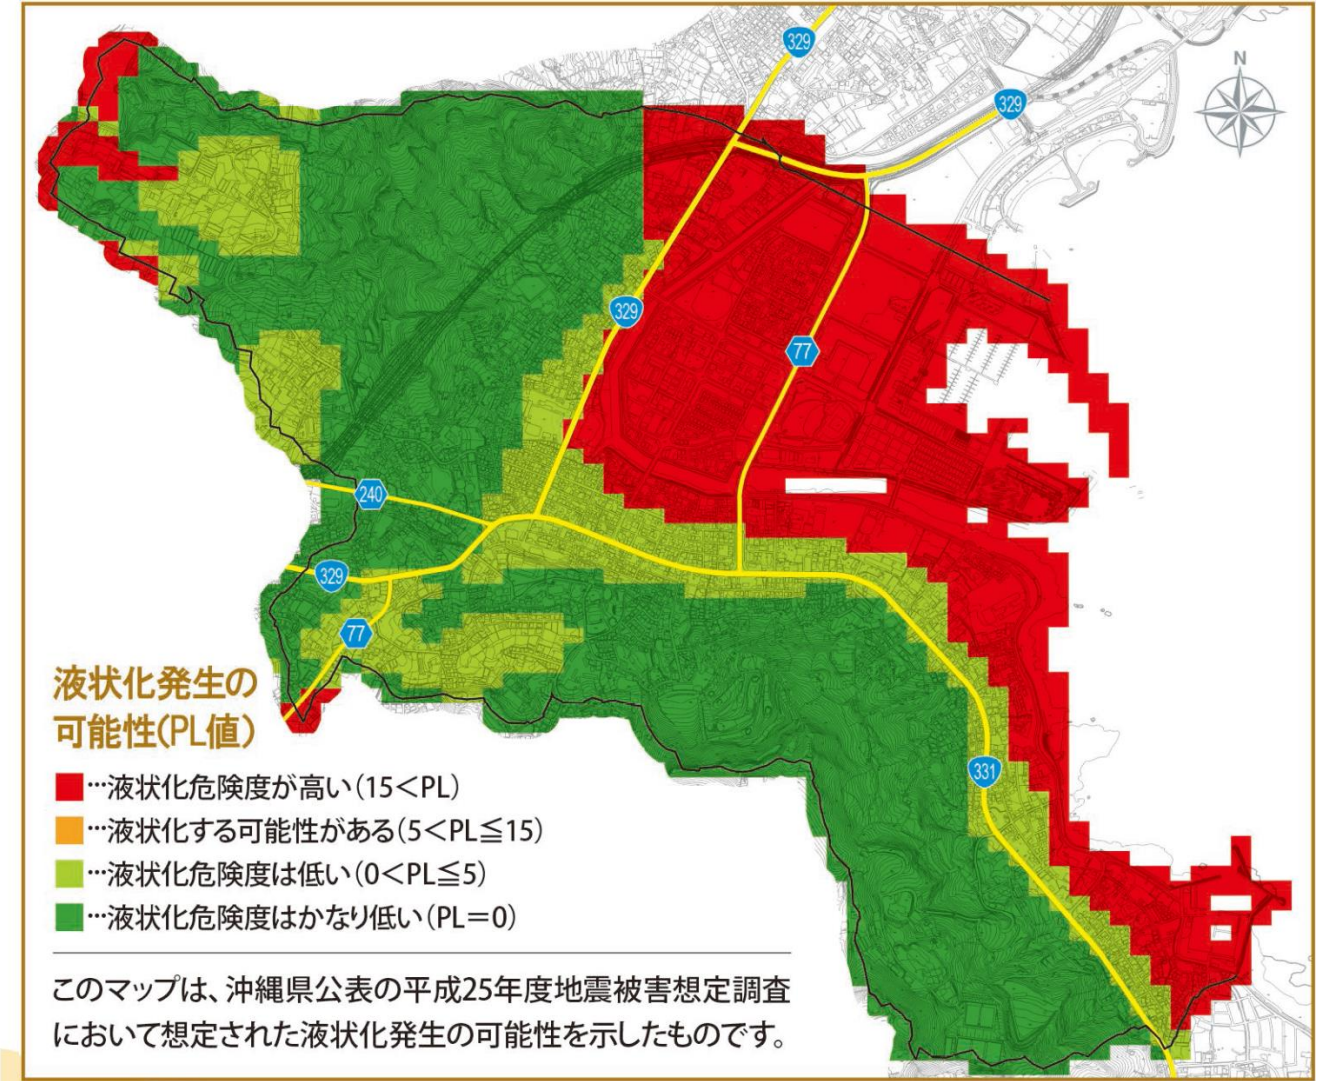 329
N
329
329
77
240
329
77
液状化発生の
可能性(PL値)
331
…液状化危険度が高い(15＜PL)
…液状化する可能性がある(5＜PL≦15)
…液状化危険度は低い(0＜PL≦5)
…液状化危険度はかなり低い(PL＝0)
このマップは、沖縄県公表の平成25年度地震被害想定調査
において想定された液状化発生の可能性を示したものです。